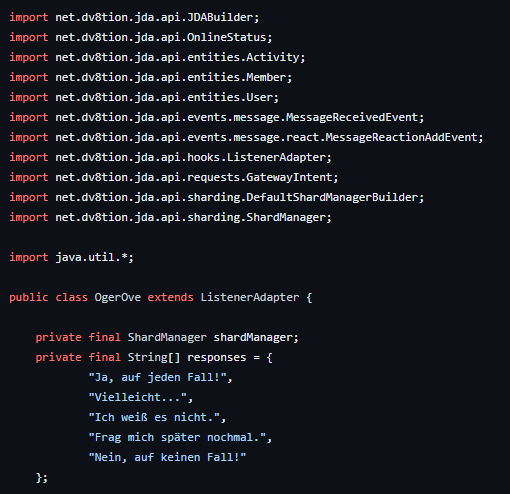 import net.dv8tion.jda.api.JDABuilder;
import net.dv8tion.jda.api.OnlineStatus;
import net.dv8tion.jda.api.entities.Activity;
import net.dv8tion.jda.api.entities.Member;
import net.dv8tion.jda.api.entities.User;
import net.dv8tion.jda.api.events.message.MessageReceivedEvent;
import net.dv8tion.jda.api.events.message.react.MessageReactionAddEvent;
import net.dv8tion.jda.api.hooks.ListenerAdapter;
import net.dv8tion.jda.api.requests.GatewayIntent;
import net.dv8tion.jda.api.sharding.DefaultShardManagerBuilder;
import net.dv8tion.jda.api.sharding.ShardManager;

import java.util.*;

public class OgerOve extends ListenerAdapter {

    private final ShardManager shardManager;
    private final String[] responses = {
            "Ja, auf jeden Fall!",
            "Vielleicht...",
            "Ich weiß es nicht.",
            "Frag mich später nochmal.",
            "Nein, auf keinen Fall!"
    };